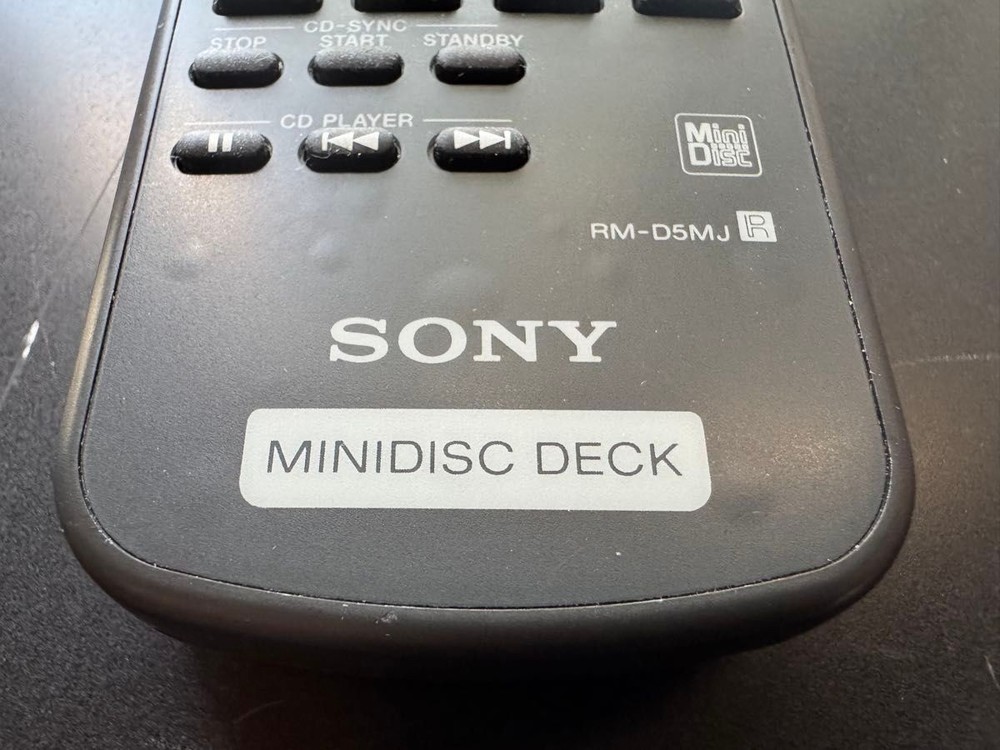 CD-SYNC
STOP START STANDBY
CD PLAYER
Mini
Disc
RM-D5MJ R
SONY
MINIDISC DECK